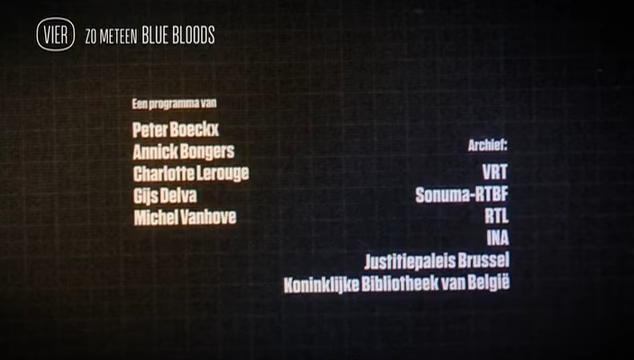 VIER ZO METEEN BLUE BLOODS
Een programma van
Peter Boeckx
Annick Bongers
Charlotte Lerouge
Gijs Delva
Michel Vanhove
Archief:
VRT
Sonuma-RTBF
RTL
INA
Justitiepaleis Brussel
Koninklijke Bibliotheek van België